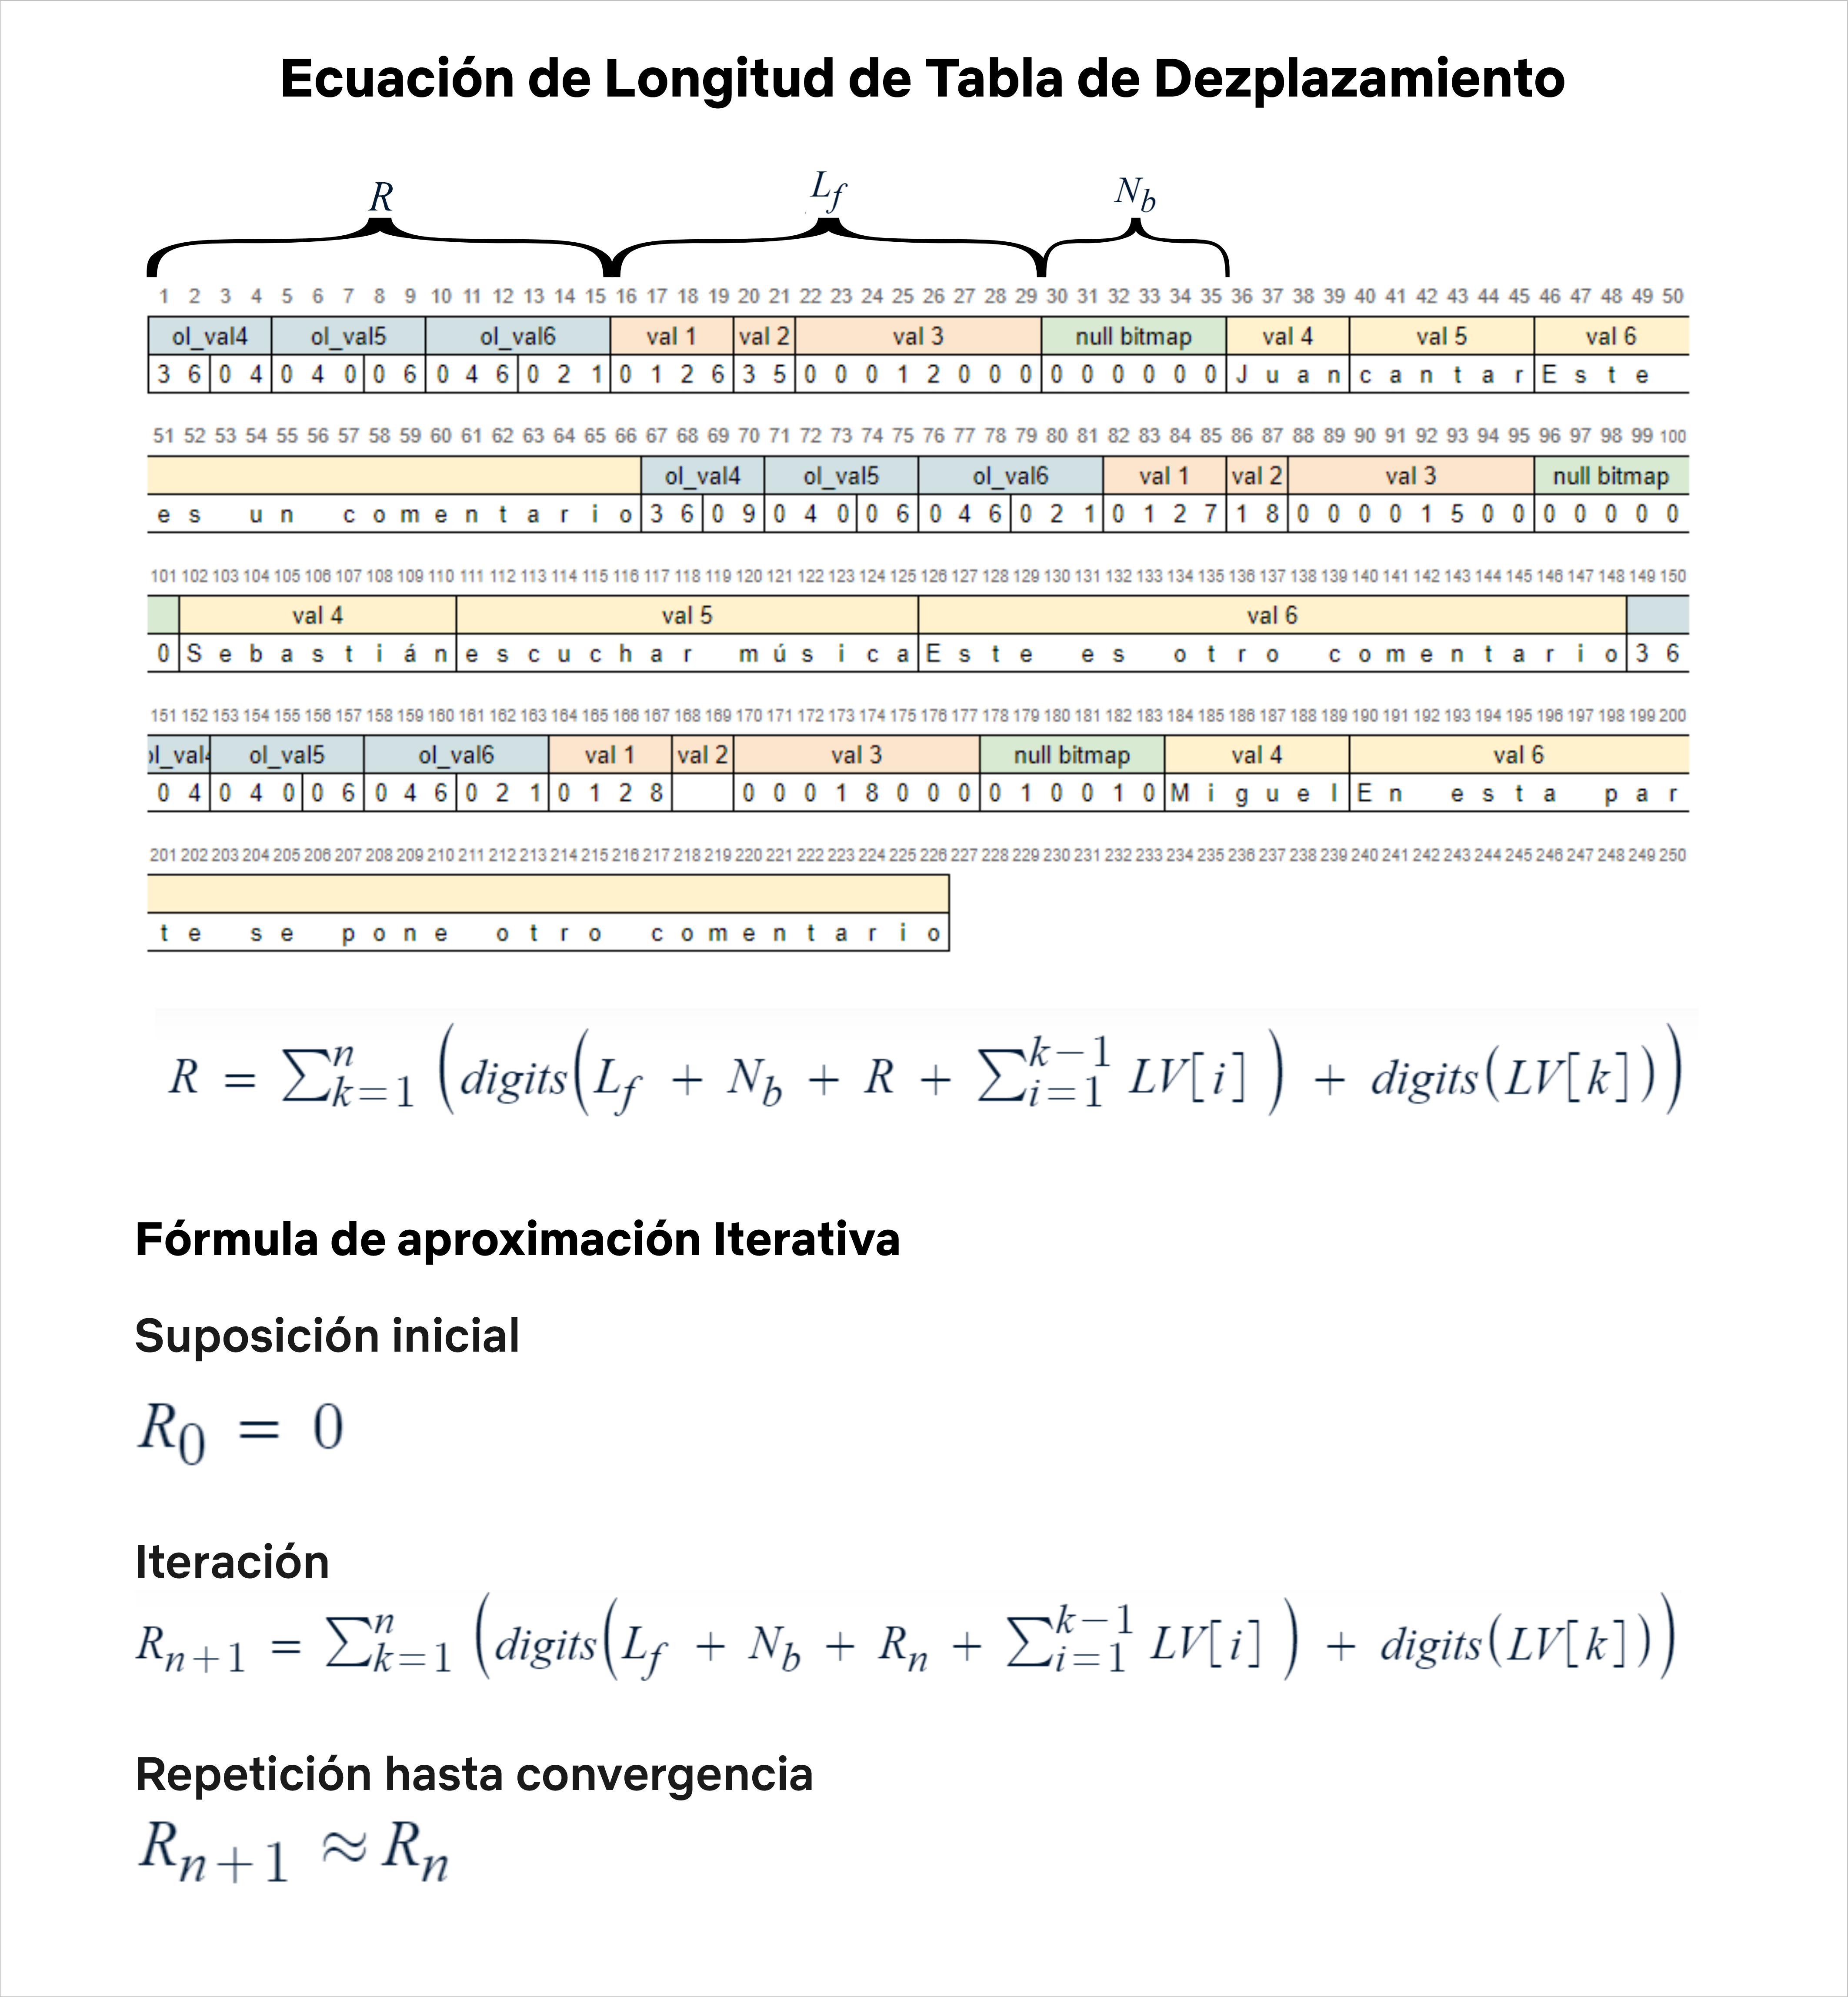 Ecuación de Longitud de Tabla de Dezplazamiento
R L_f N_b
1 2 3 4 5 6 7 8 9 10 11 12 13 14 15 16 17 18 19 20 21 22 23 24 25 26 27 28 29 30 31 32 33 34 35 36 37 38 39 40 41 42 43 44 45 46 47 48 49 50
ol_val4 ol_val5 ol_val6 val 1 val 2 val 3 null bitmap val 4 val 5 val 6
3 6 0 4 0 4 0 0 6 0 4 6 0 2 1 0 1 2 6 3 5 0 0 0 1 2 0 0 0 0 0 0 0 0 0 J u a n c a n t a r E s t e
51 52 53 54 55 56 57 58 59 60 61 62 63 64 65 66 67 68 69 70 71 72 73 74 75 76 77 78 79 80 81 82 83 84 85 86 87 88 89 90 91 92 93 94 95 96 97 98 99 100
ol_val4 ol_val5 ol_val6 val 1 val 2 val 3 null bitmap
e s u n c o m e n t a r i o 3 6 0 9 0 4 0 0 6 0 4 6 0 2 1 0 1 2 7 1 8 0 0 0 0 1 5 0 0 0 0 0 0 0
101 102 103 104 105 106 107 108 109 110 111 112 113 114 115 116 117 118 119 120 121 122 123 124 125 126 127 128 129 130 131 132 133 134 135 136 137 138 139 140 141 142 143 144 145 146 147 148 149 150
val 4 val 5 val 6
0 S e b a s t i á n e s c u c h a r m ú s i c a E s t e e s o t r o c o m e n t a r i o 3 6
151 152 153 154 155 156 157 158 159 160 161 162 163 164 165 166 167 168 169 170 171 172 173 174 175 176 177 178 179 180 181 182 183 184 185 186 187 188 189 190 191 192 193 194 195 196 197 198 199 200
ol_val4 ol_val5 ol_val6 val 1 val 2 val 3 null bitmap val 4 val 6
0 4 0 4 0 0 6 0 4 6 0 2 1 0 1 2 8 0 0 0 1 8 0 0 0 0 1 0 0 1 0 M i g u e l E n e s t a p a r
201 202 203 204 205 206 207 208 209 210 211 212 213 214 215 216 217 218 219 220 221 222 223 224 225 226 227 228 229 230 231 232 233 234 235 236 237 238 239 240 241 242 243 244 245 246 247 248 249 250
t e s e p o n e o t r o c o m e n t a r i o
R = ∑_{k=1}^{n} (digits(L_f + N_b + R + ∑_{i=1}^{k-1} LV[i]) + digits(LV[k]))
Fórmula de aproximación Iterativa
Suposición inicial
R_0 = 0
Iteración
R_{n+1} = ∑_{k=1}^{n} (digits(L_f + N_b + R_n + ∑_{i=1}^{k-1} LV[i]) + digits(LV[k]))
Repetición hasta convergencia
R_{n+1} ≈ R_n